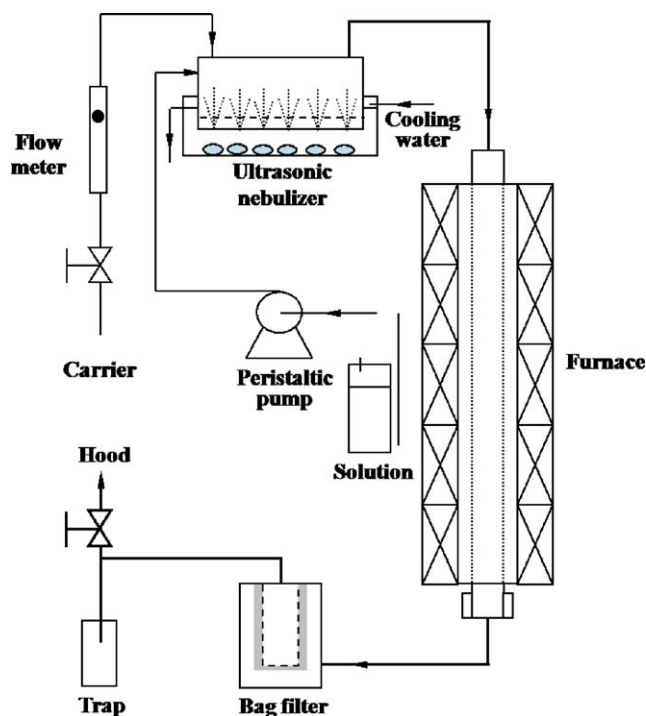 Flow
meter
Cooling
water
Ultrasonic
nebulizer
Carrier
Peristaltic
pump
Furnace
Solution
Hood
Trap
Bag filter